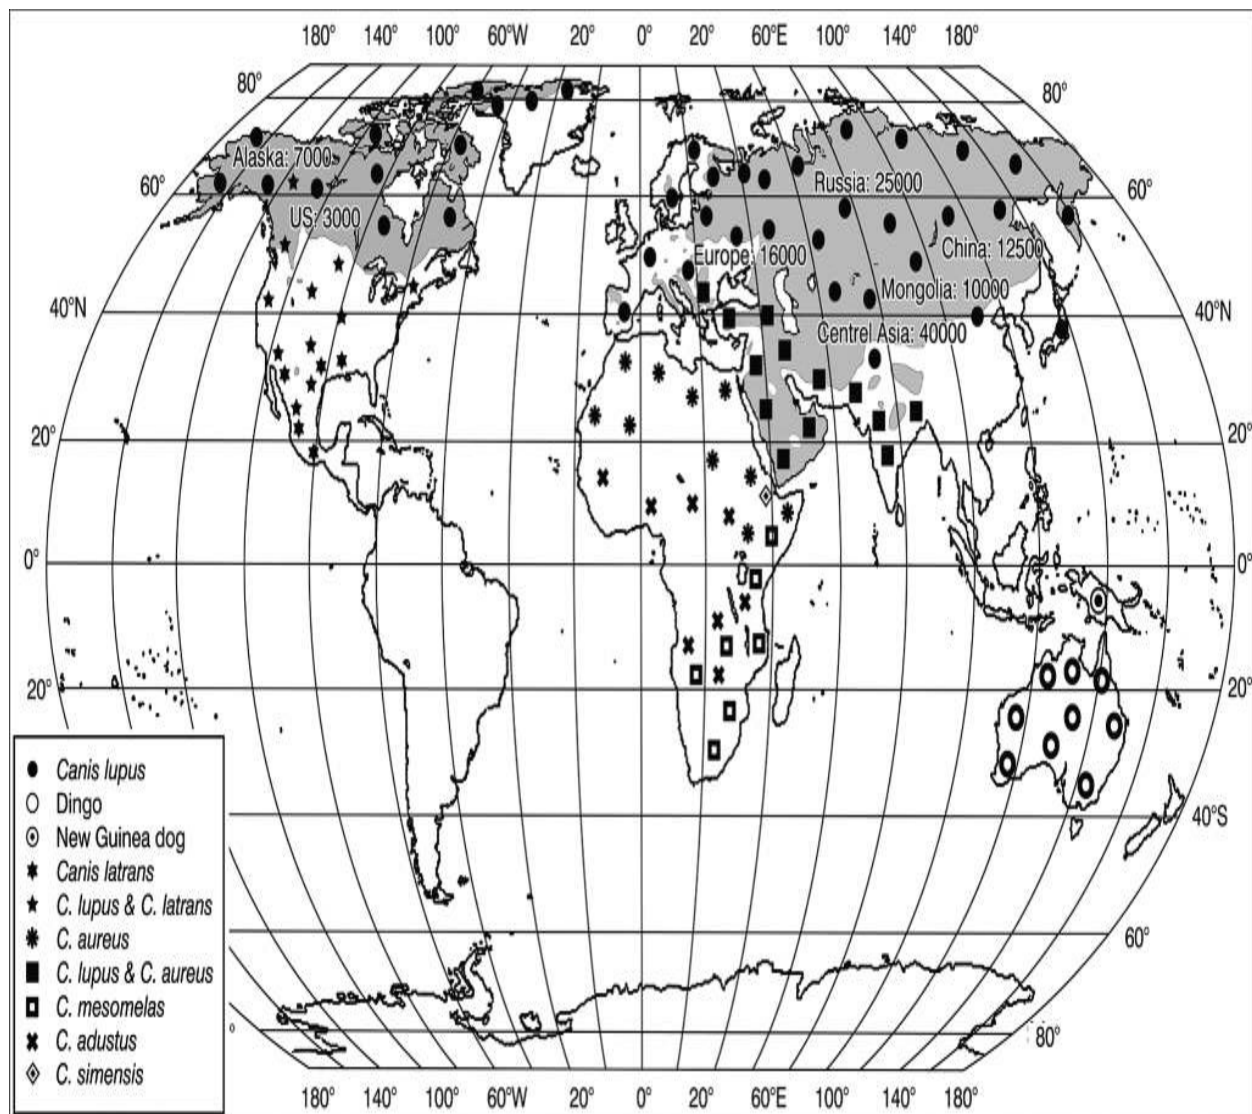 180° 140° 100° 60°W 20° 0° 20° 60°E 100° 140° 180°
80° 80°
Alaska: 7000
Russia: 25000
60° 60°
US: 3000
China: 12500
Europe: 16000
Mongolia: 10000
40°N 40°N
Centrel Asia: 40000
20° 20°
0° 0°
20° 20°
Canis lupus
Dingo
40°S
New Guinea dog
Canis latrans
C. lupus & C. latrans
C. aureus
60°
C. lupus & C. aureus
C. mesomelas
C. adustus
80°
C. simensis
180° 140° 100° 60°W 20° 0° 20° 60°E 100° 140° 180°